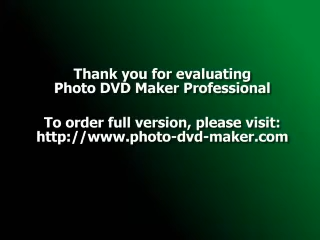 Thank you for evaluating
Photo DVD Maker Professional
To order full version, please visit:
http://www.photo-dvd-maker.com